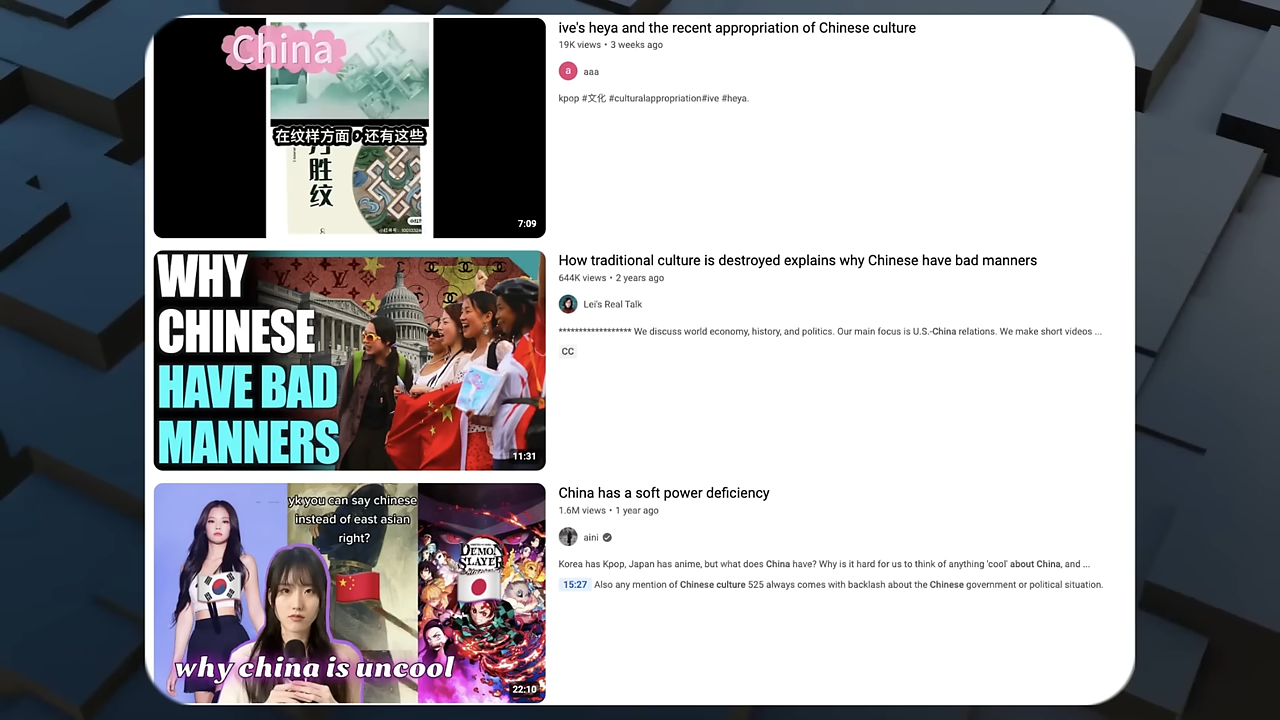 China
在纹样方面，还有这些
方胜纹
7:09
ive's heya and the recent appropriation of Chinese culture
19K views • 3 weeks ago
a
aaa
kpop #文化 #culturalappropriation#ive #heya.
WHY
CHINESE
HAVE BAD
MANNERS
11:31
How traditional culture is destroyed explains why Chinese have bad manners
644K views • 2 years ago
Lei's Real Talk
****************** We discuss world economy, history, and politics. Our main focus is U.S.-China relations. We make short videos ...
CC
yk you can say chinese
instead of east asian
right?
DEMON
SLAYER
why china is uncool
22:10
China has a soft power deficiency
1.6M views • 1 year ago
aini
Korea has Kpop, Japan has anime, but what does China have? Why is it hard for us to think of anything 'cool' about China, and ...
15:27 Also any mention of Chinese culture 525 always comes with backlash about the Chinese government or political situation.